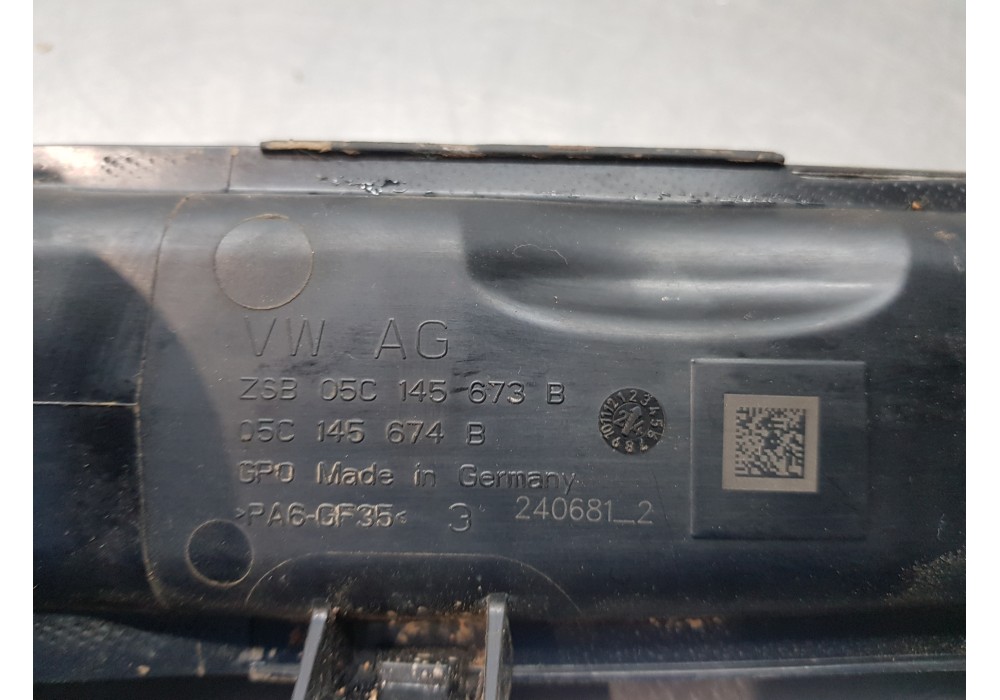 VW AG
ZSB 05C 145 673 B
05C 145 674 B
GPO Made in Germany
>PA6-GF35< 3 240681_2